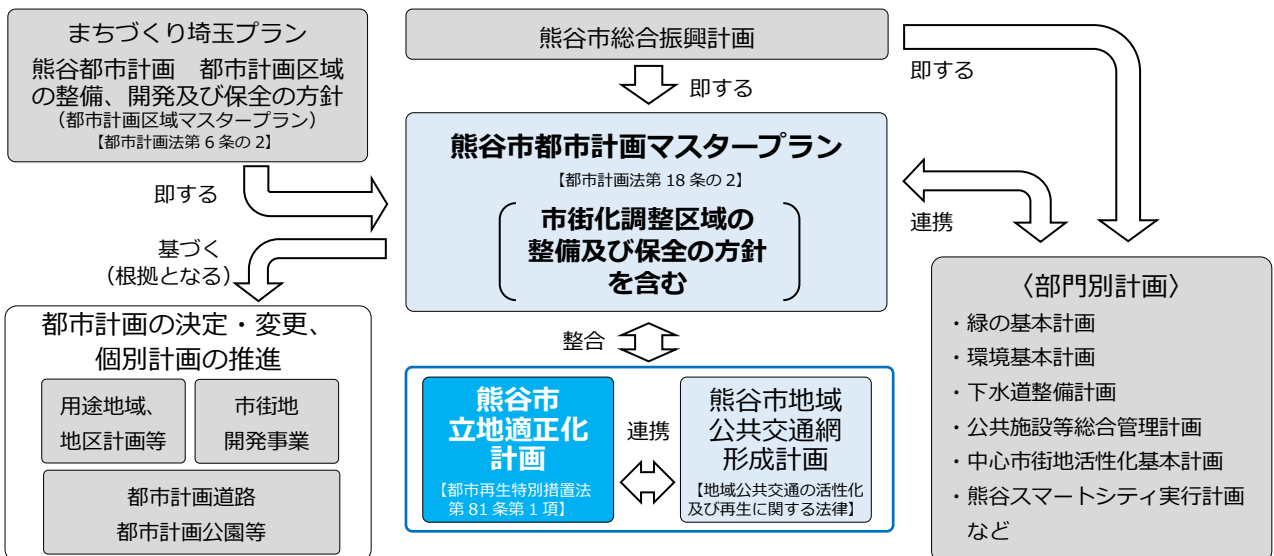 まちづくり埼玉プラン
熊谷都市計画　都市計画区域
の整備、開発及び保全の方針
（都市計画区域マスタープラン）
【都市計画法第 6 条の 2】
熊谷市総合振興計画
即する
即する
熊谷市都市計画マスタープラン
【都市計画法第 18 条の 2】
市街化調整区域の
整備及び保全の方針
を含む
即する
連携
基づく
（根拠となる）
都市計画の決定・変更、
個別計画の推進
用途地域、
地区計画等
市街地
開発事業
都市計画道路
都市計画公園等
整合
熊谷市
立地適正化
計画
【都市再生特別措置法
第 81 条第 1 項】
連携
熊谷市地域
公共交通網
形成計画
【地域公共交通の活性化
及び再生に関する法律】
〈部門別計画〉
・緑の基本計画
・環境基本計画
・下水道整備計画
・公共施設等総合管理計画
・中心市街地活性化基本計画
・熊谷スマートシティ実行計画
など